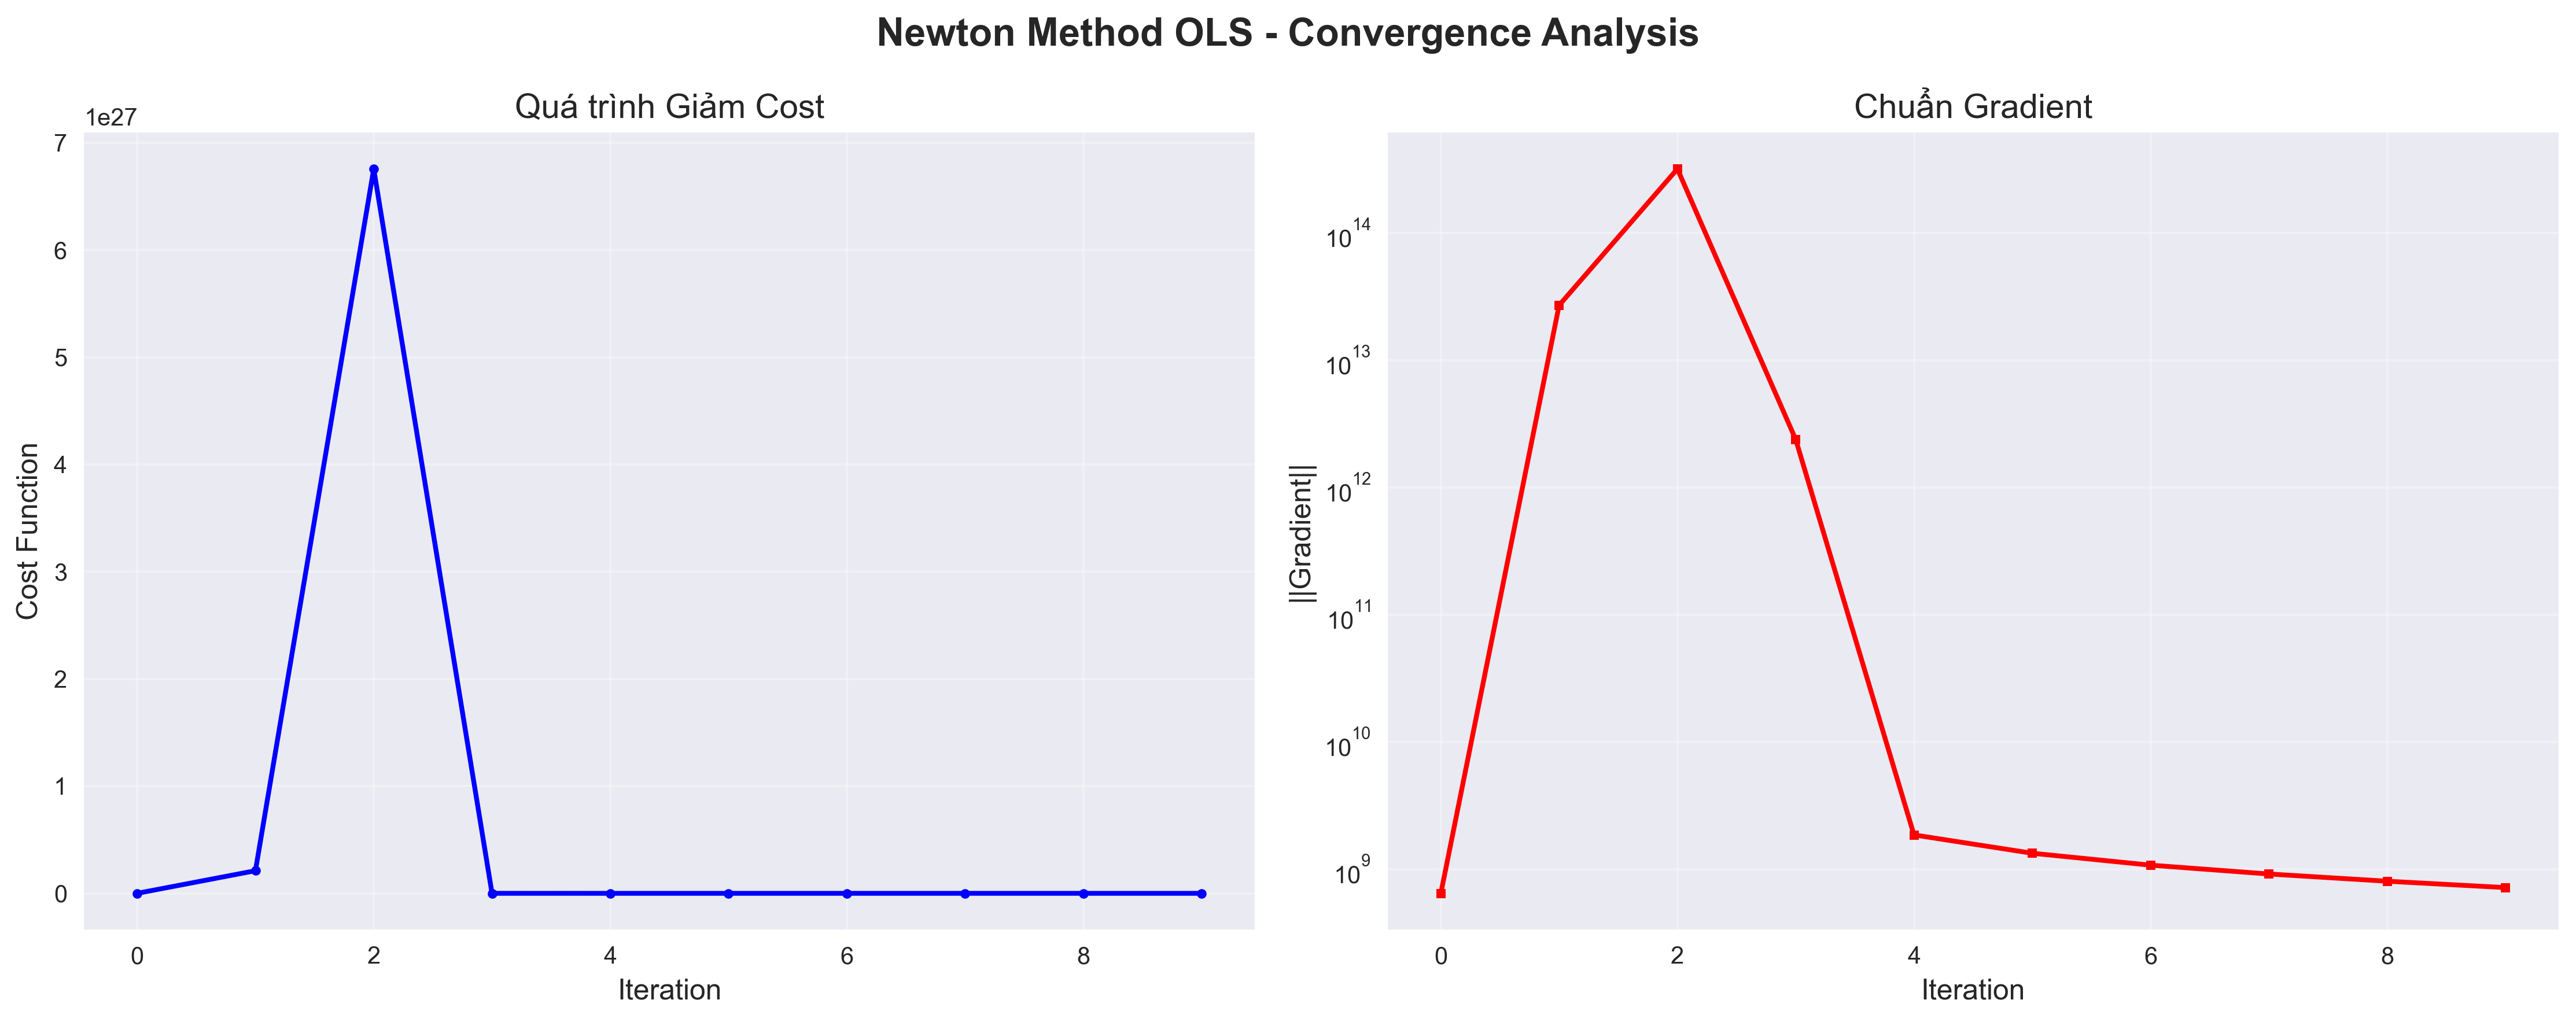 Newton Method OLS - Convergence Analysis
Quá trình Giảm Cost
1e27
7
6
5
4
3
2
1
0
Cost Function
0 2 4 6 8
Iteration
Chuẩn Gradient
10^14
10^13
10^12
10^11
10^10
10^9
||Gradient||
0 2 4 6 8
Iteration